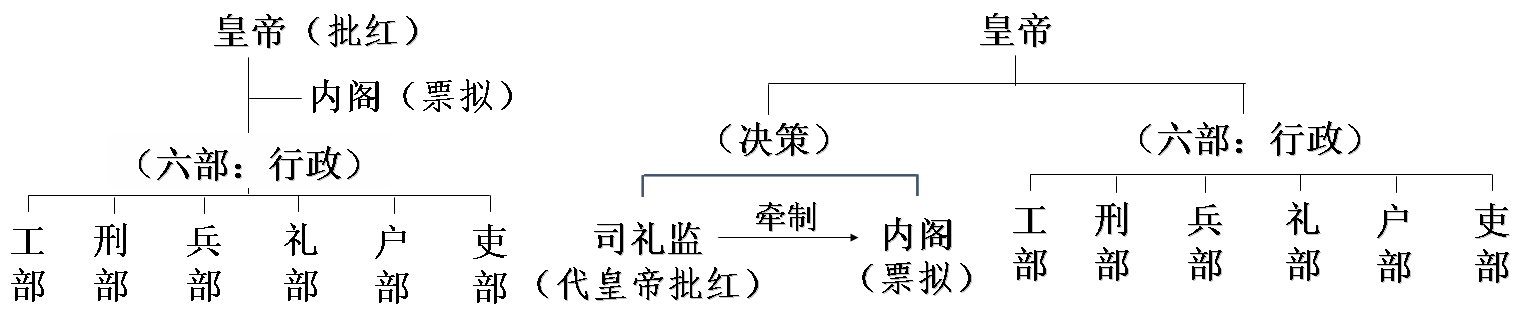 皇帝（批红）
内阁（票拟）
（六部：行政）
工部
刑部
兵部
礼部
户部
吏部
皇帝
（决策）
（六部：行政）
司礼监
（代皇帝批红）
牵制
内阁
（票拟）
工部
刑部
兵部
礼部
户部
吏部